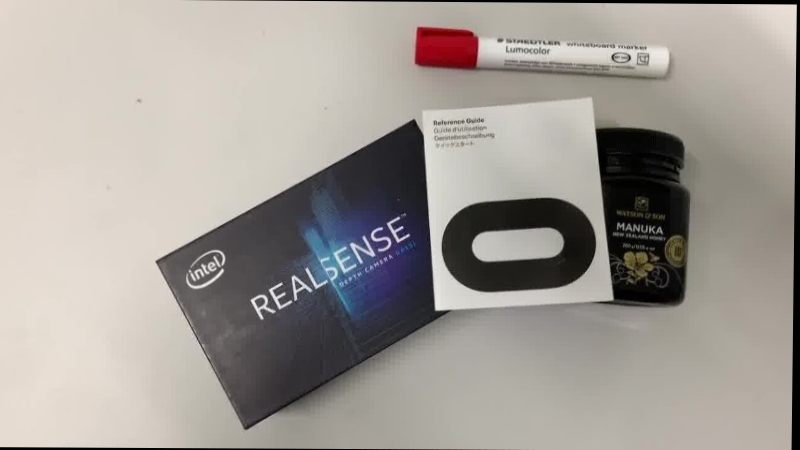 STAEDTLER whiteboard marker
Lumocolor
Reference Guide
Guide d'utilisation
Gerätebeschreibung
クイックスタート
intel
REALSENSE™
DEPTH CAMERA
WATSON & SON
MANUKA
NEW ZEALAND HONEY